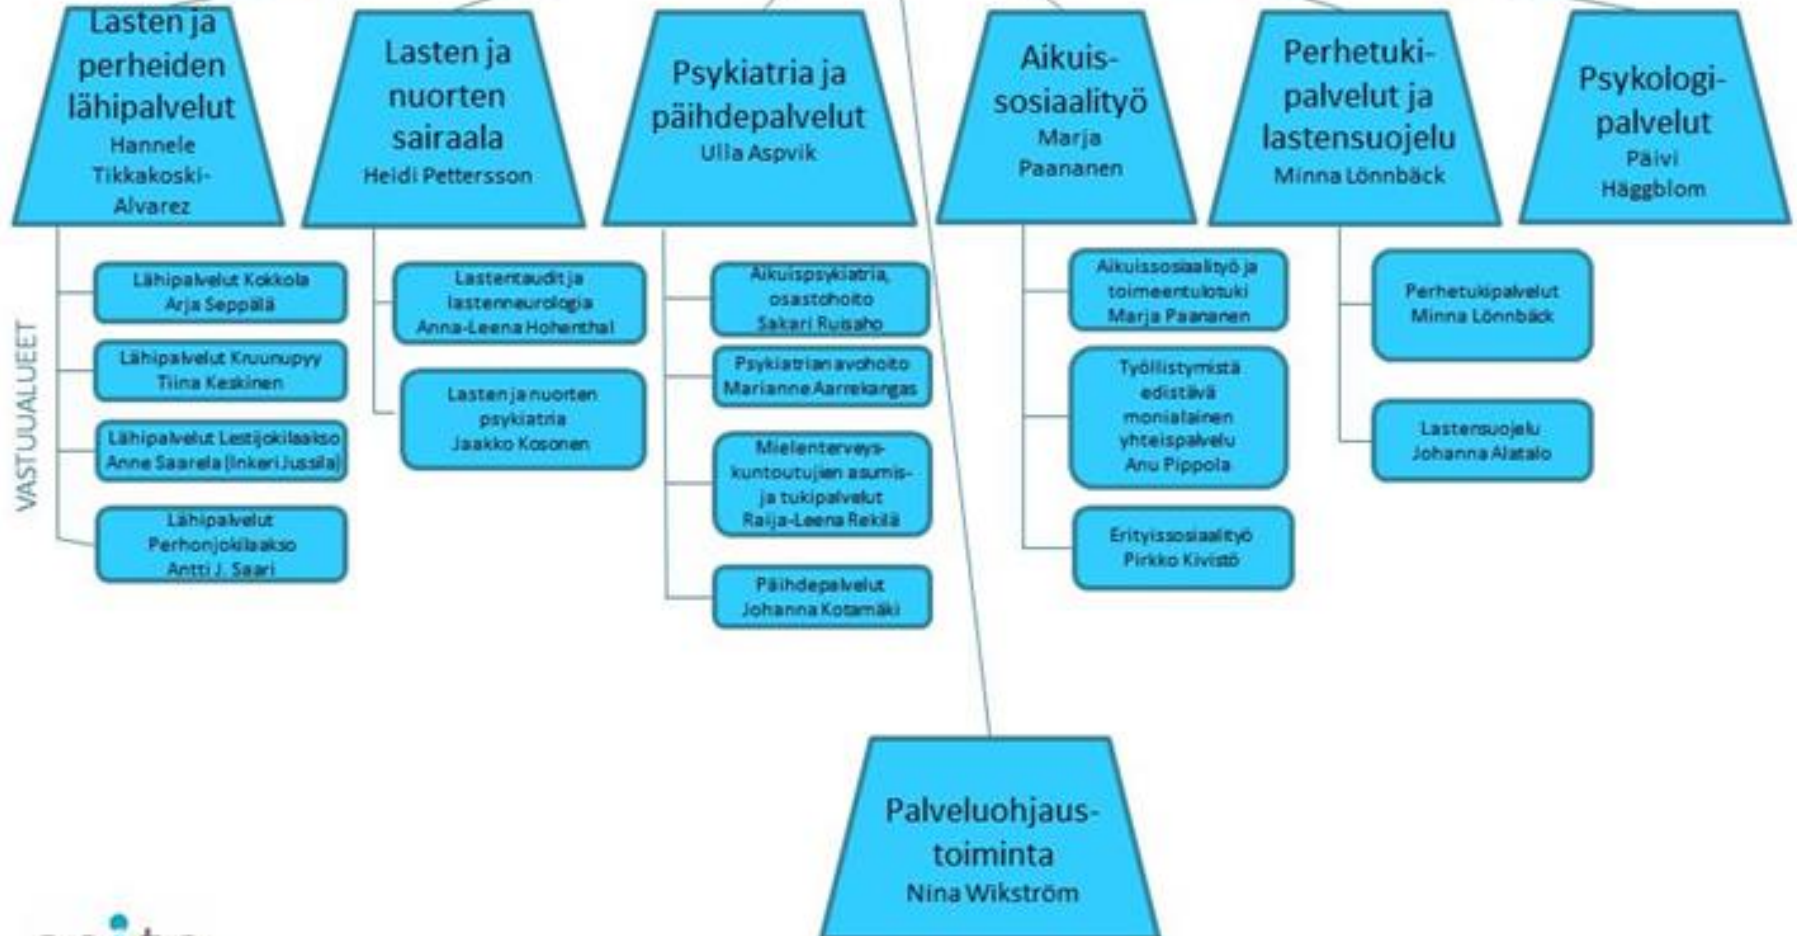 Lasten ja
perheiden
lähipalvelut
Hannele
Tikkakoski-
Alvarez
Lasten ja
nuorten
sairaala
Heidi Pettersson
Psykiatria ja
päihdepalvelut
Ulla Aspvik
Aikuis-
sosiaalityö
Marja
Paananen
Perhetuki-
palvelut ja
lastensuojelu
Minna Lönnbäck
Psykologi-
palvelut
Päivi
Häggblom
VASTUUALUEET
Lähipalvelut Kokkola
Arja Seppälä
Lähipalvelut Kruunupyy
Tiina Keskinen
Lähipalvelut Lestijokilaakso
Anne Saarela (Inkeri Jussila)
Lähipalvelut
Perhonjokilaakso
Antti J. Saari
Lastentaudit ja
lastenneurologia
Anna-Leena Hohenthal
Lasten ja nuorten
psykiatria
Jaakko Kosonen
Aikuispsykiatria,
osastohoito
Sakari Ruisaho
Psykiatrian avohoito
Marianne Aarrekangas
Mielenterveys-
kuntoutujien asumis-
ja tukipalvelut
Raija-Leena Rekilä
Päihdepalvelut
Johanna Kotamäki
Aikuissosiaalityö ja
toimeentulotuki
Marja Paananen
Työllistymistä
edistävä
monialainen
yhteispalvelu
Anu Pippola
Erityissosiaalityö
Pirkko Kivistö
Perhetukipalvelut
Minna Lönnbäck
Lastensuojelu
Johanna Alatalo
Palveluohjaus-
toiminta
Nina Wikström